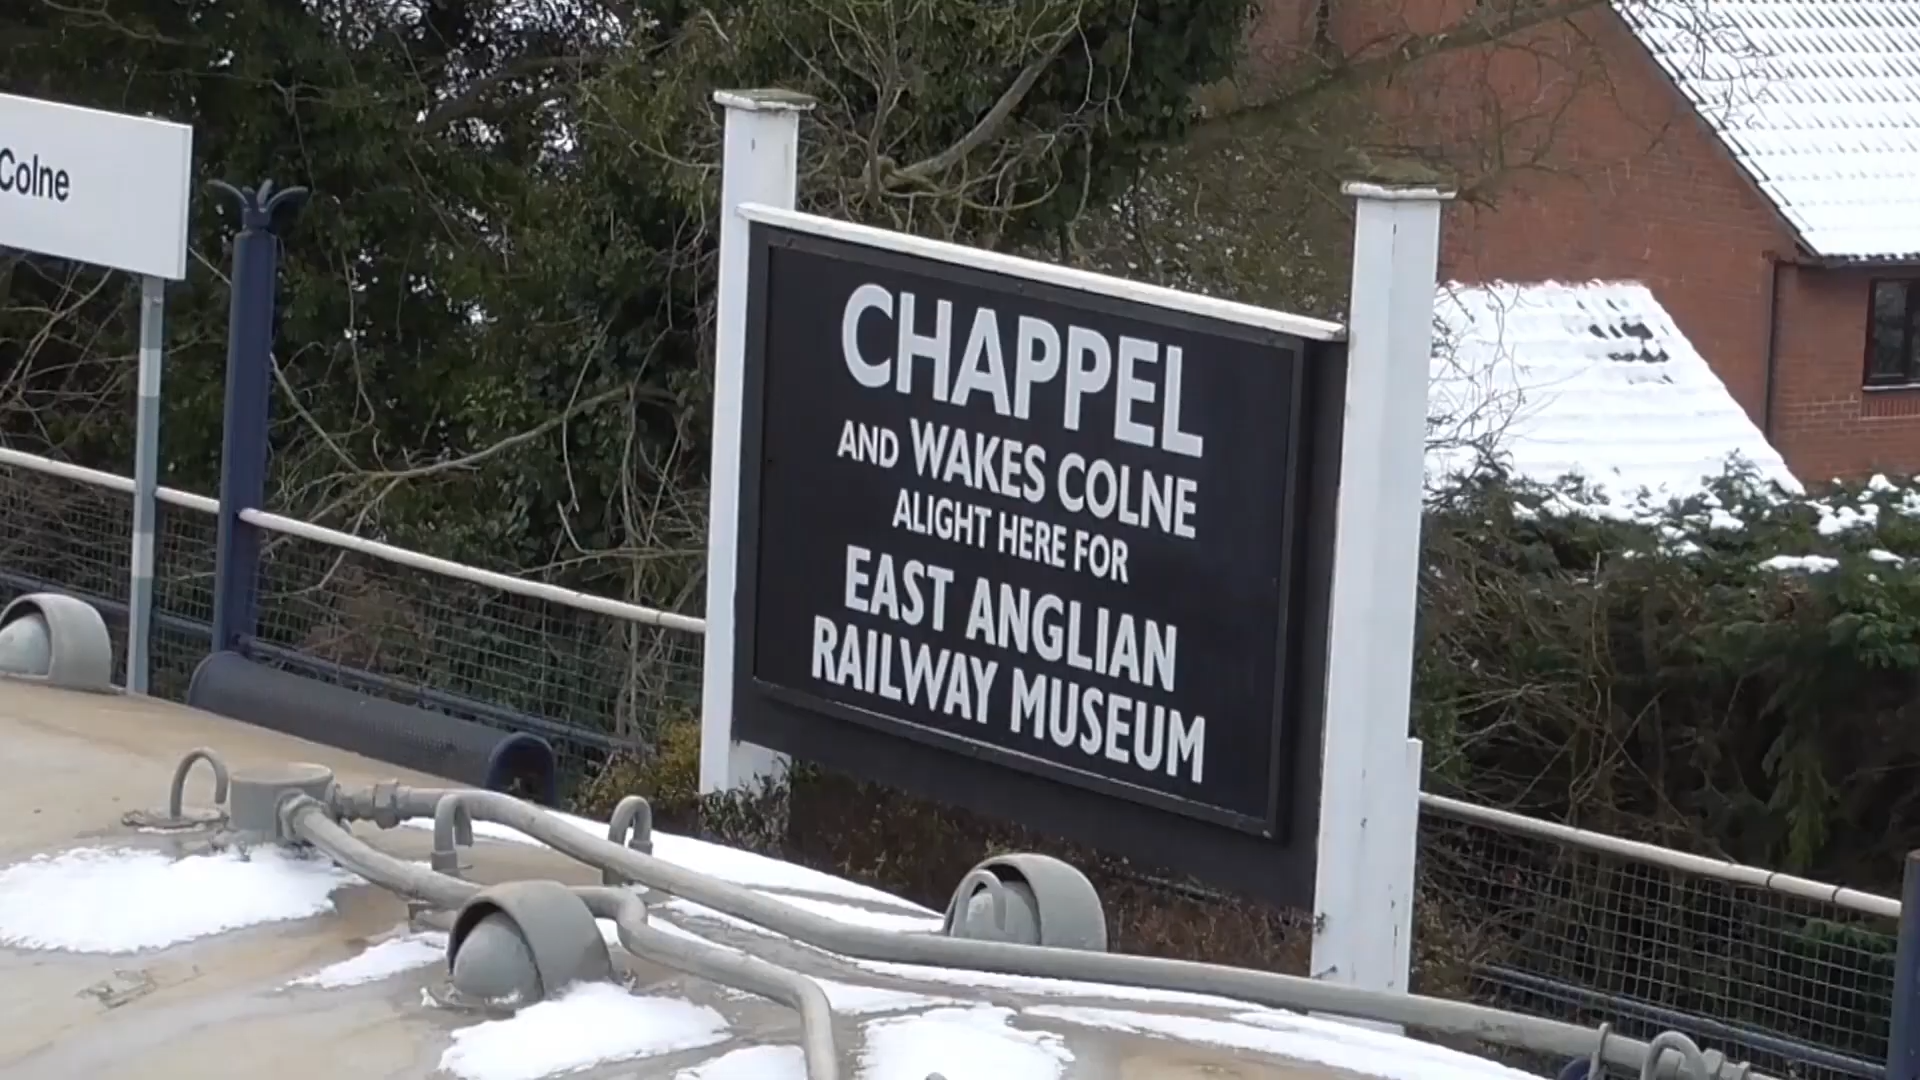 Colne
CHAPPEL
AND WAKES COLNE
ALIGHT HERE FOR
EAST ANGLIAN
RAILWAY MUSEUM